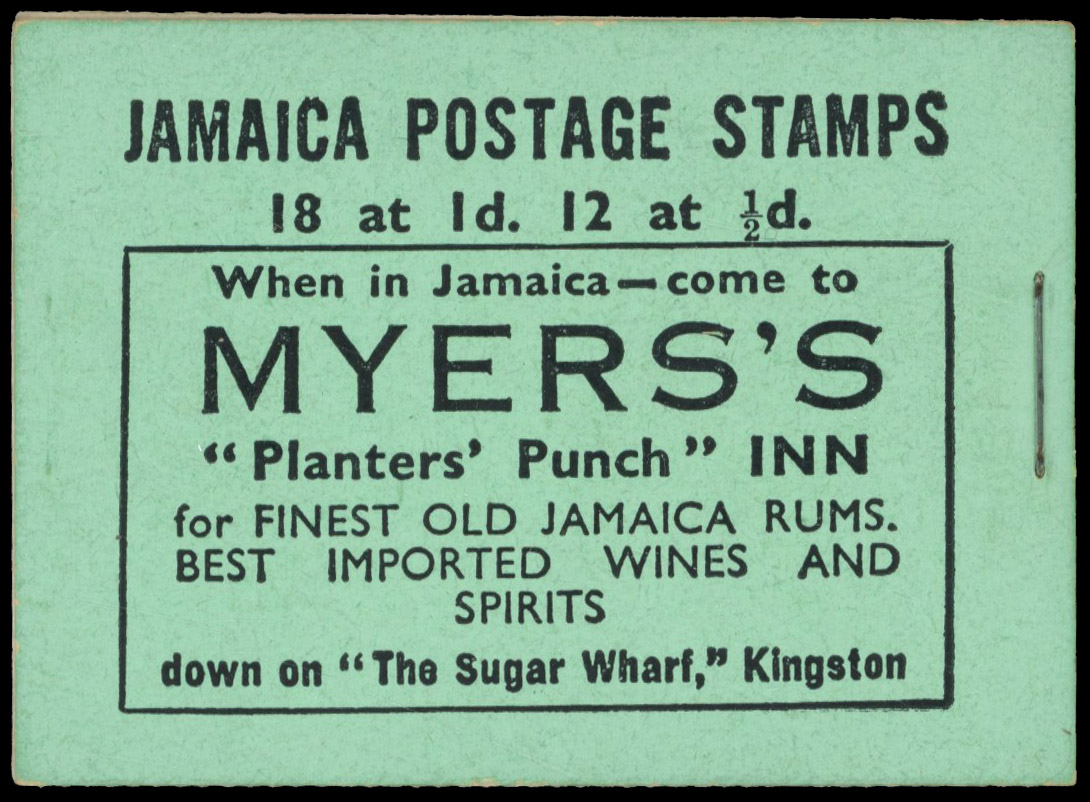 JAMAICA POSTAGE STAMPS
18 at 1d. 12 at ½d.
When in Jamaica—come to
MYERS'S
“Planters’ Punch” INN
for FINEST OLD JAMAICA RUMS.
BEST IMPORTED WINES AND
SPIRITS
down on “The Sugar Wharf,” Kingston